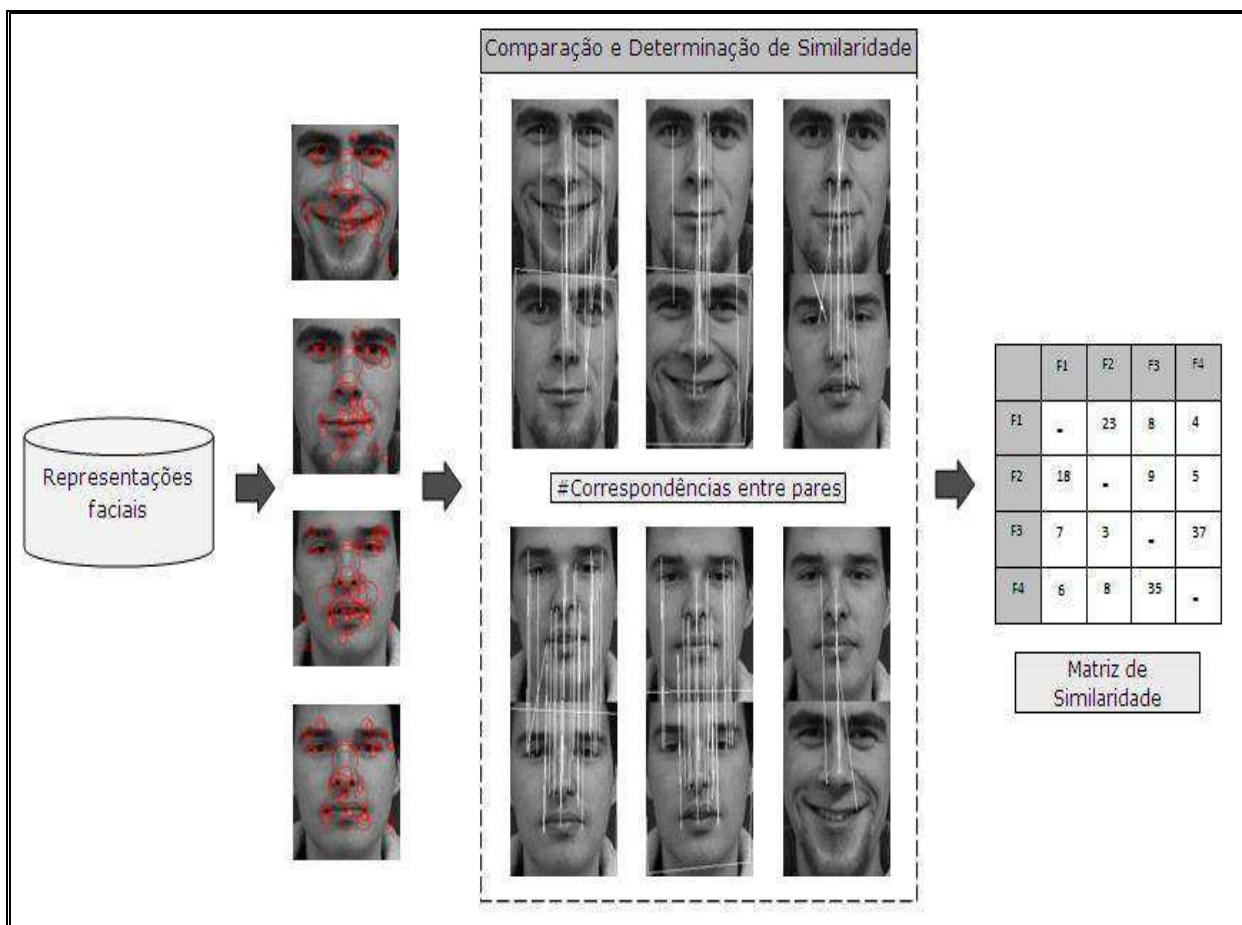 Comparação e Determinação de Similaridade
Representações
faciais
#Correspondências entre pares
F1 F2 F3 F4
F1 - 23 8 4
F2 18 - 9 5
F3 7 3 - 37
F4 6 8 35 -
Matriz de
Similaridade